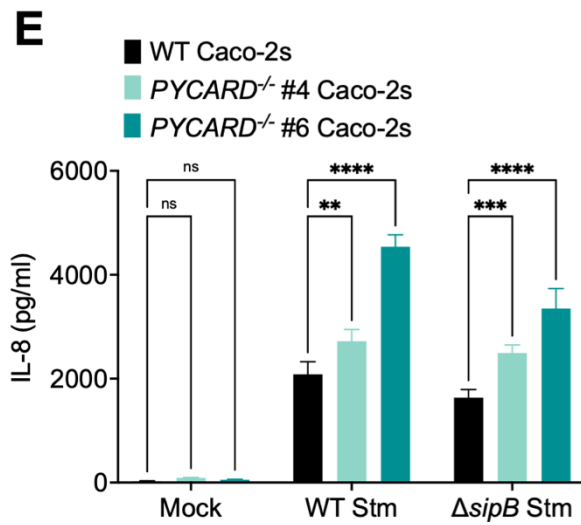 E
WT Caco-2s
PYCARD-/- #4 Caco-2s
PYCARD-/- #6 Caco-2s
IL-8 (pg/ml)
6000
4000
2000
0
ns
ns
****
**
****
***
Mock
WT Stm
ΔsipB Stm